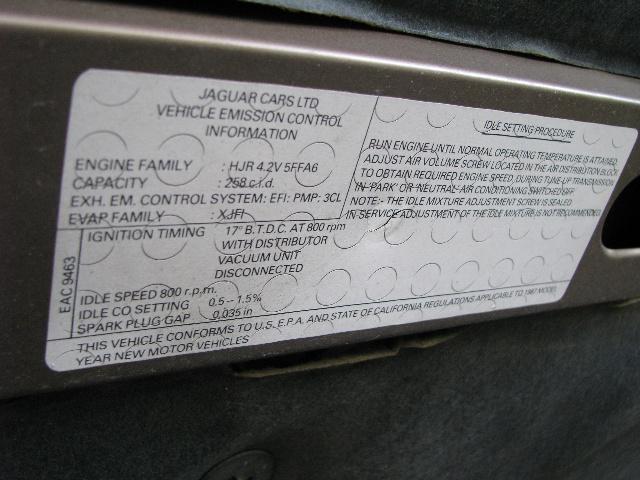 JAGUAR CARS LTD
VEHICLE EMISSION CONTROL
INFORMATION
ENGINE FAMILY : HJR 4.2V 5FFA6
CAPACITY : 258 c.i.d.
EXH. EM. CONTROL SYSTEM: EFI: PMP: 3CL
EVAP FAMILY : XJFI
IDLE SETTING PROCEDURE
RUN ENGINE UNTIL NORMAL OPERATING TEMPERATURE IS ATTAINED
ADJUST AIR VOLUME SCREW LOCATED IN THE AIR DISTRIBUTION BLOCK
TO OBTAIN REQUIRED ENGINE SPEED, DURING TUNE-UP TRANSMISSION
IN 'PARK' OR NEUTRAL-AIR CONDITIONING SWITCHED OFF
NOTE:- THE IDLE MIXTURE ADJUSTMENT SCREW IS SEALED
IN-SERVICE ADJUSTMENT OF THE IDLE MIXTURE IS NOT RECOMMENDED
EAC 9463
IGNITION TIMING 17° B.T.D.C. AT 800 rpm
WITH DISTRIBUTOR
VACUUM UNIT
DISCONNECTED
IDLE SPEED 800 r.p.m.
IDLE CO SETTING 0.5-1.5%
SPARK PLUG GAP 0.035 in
THIS VEHICLE CONFORMS TO U.S. E.P.A. AND STATE OF CALIFORNIA REGULATIONS APPLICABLE TO 1987 MODEL
YEAR NEW MOTOR VEHICLES